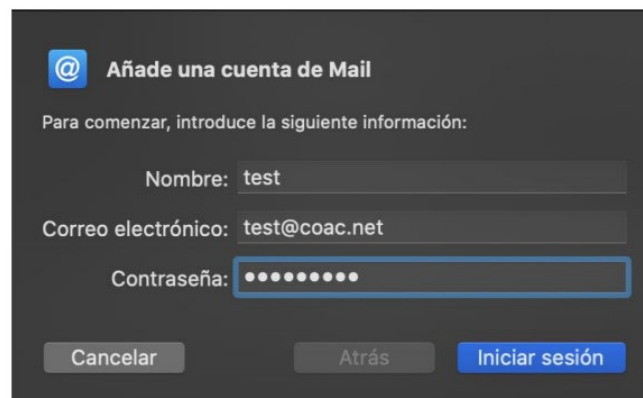 @ Añade una cuenta de Mail
Para comenzar, introduce la siguiente información:
Nombre: test
Correo electrónico: test@coac.net
Contraseña: •••••••••
Cancelar Atrás Iniciar sesión